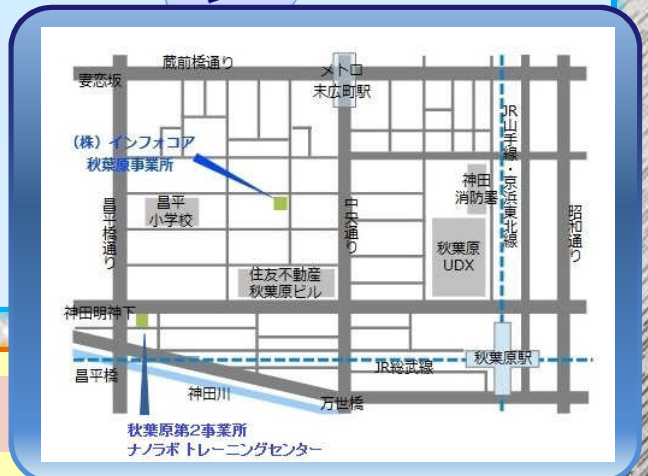 蔵前橋通り
妻恋坂
メトロ
末広町駅
(株)インフォコア
秋葉原事業所
昌平橋通り
昌平
小学校
中央通り
神田
消防署
JR山手線・京浜東北線
昭和通り
秋葉原
UDX
住友不動産
秋葉原ビル
神田明神下
昌平橋
神田川
万世橋
JR総武線
秋葉原駅
秋葉原第2事業所
ナノラボ トレーニングセンター